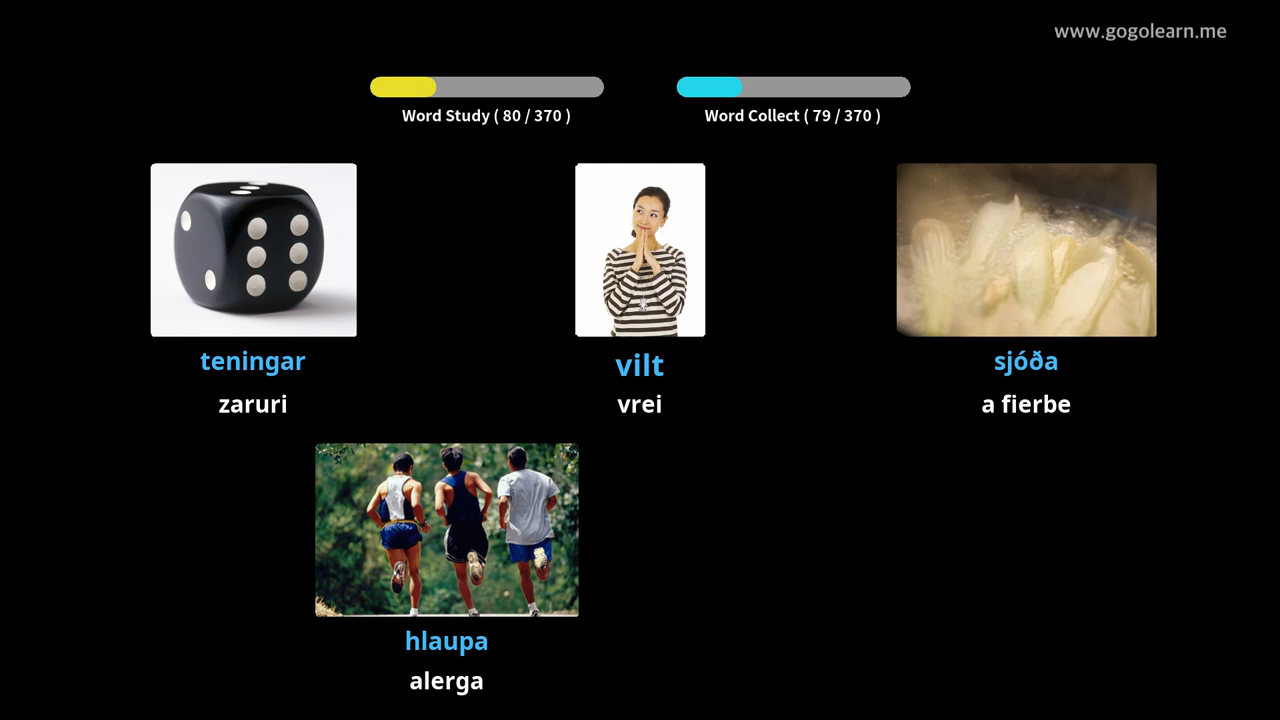 www.gogolearn.me
Word Study ( 80 / 370 )
Word Collect ( 79 / 370 )
teningar
zaruri
vilt
vrei
sjóða
a fierbe
hlaupa
alerga